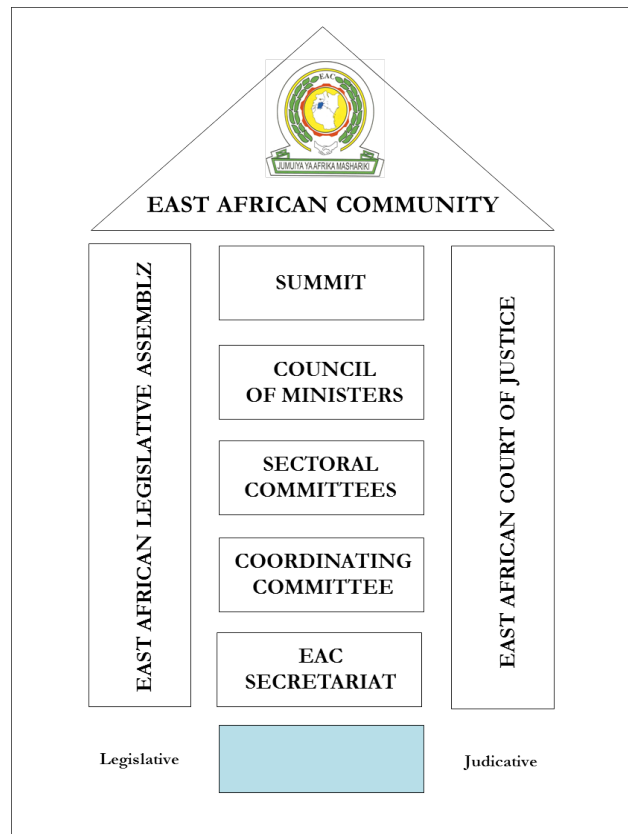 EAC
JUMUIYA YA AFRIKA MASHARIKI
EAST AFRICAN COMMUNITY
EAST AFRICAN LEGISLATIVE ASSEMBLZ
SUMMIT
COUNCIL
OF MINISTERS
SECTORAL
COMMITTEES
COORDINATING
COMMITTEE
EAC
SECRETARIAT
EAST AFRICAN COURT OF JUSTICE
Legislative
Judicative